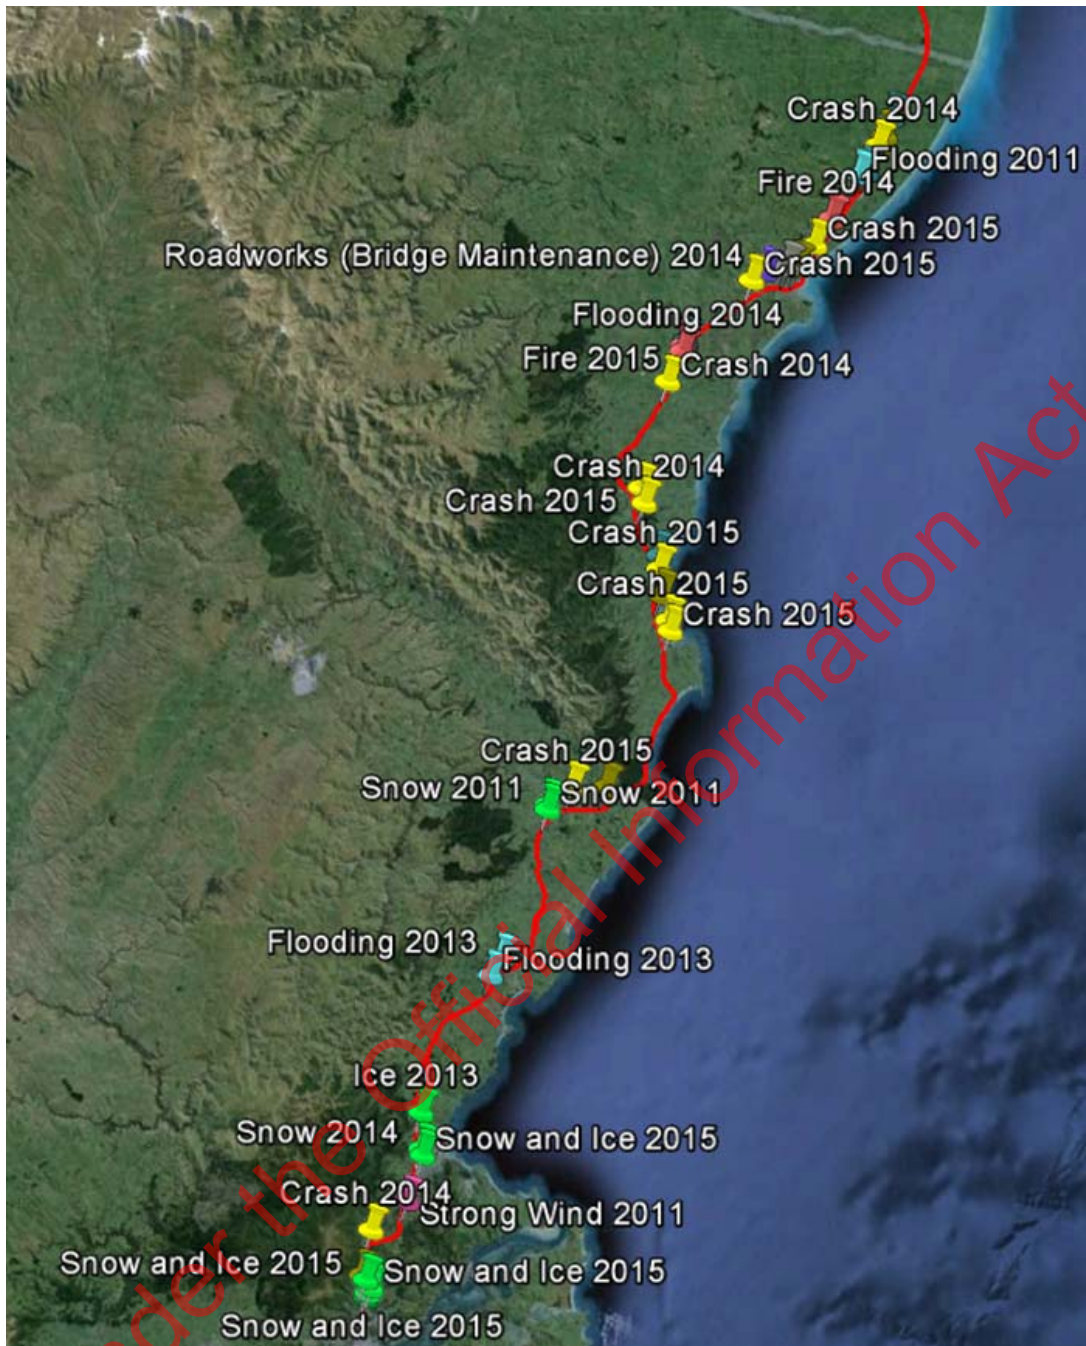 Crash 2014
Flooding 2011
Fire 2014
Crash 2015
Roadworks (Bridge Maintenance) 2014
Crash 2015
Flooding 2014
Fire 2015
Crash 2014
Crash 2014
Crash 2015
Crash 2015
Crash 2015
Crash 2015
Crash 2015
Snow 2011
Snow 2011
Flooding 2013
Flooding 2013
Ice 2013
Snow 2014
Snow and Ice 2015
Crash 2014
Strong Wind 2011
Snow and Ice 2015
Snow and Ice 2015
Snow and Ice 2015
the Official Information Act